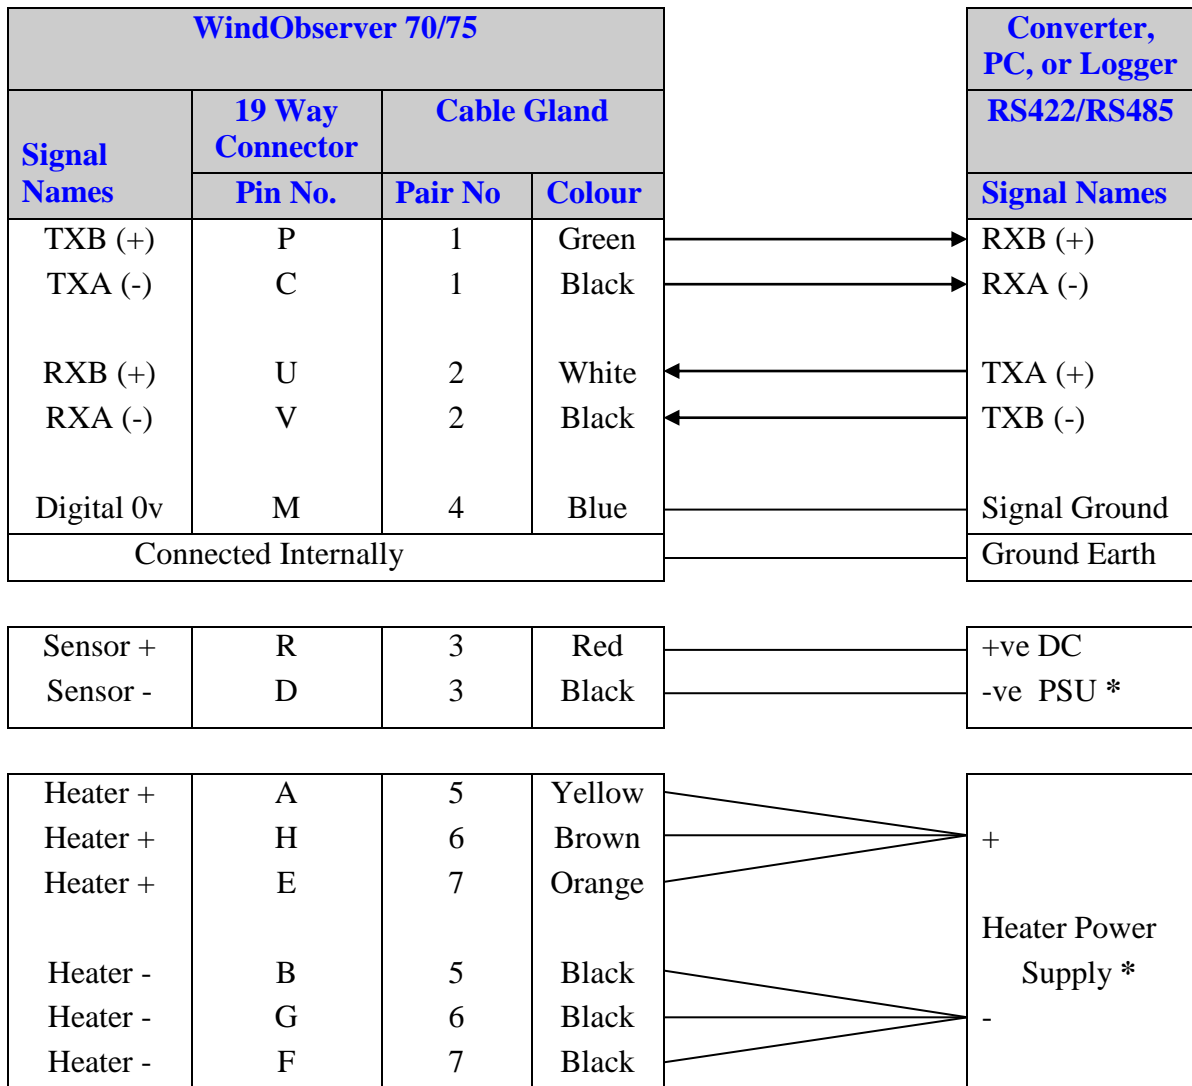 WindObserver 70/75
Converter,
PC, or Logger
Signal
Names
19 Way
Connector
Cable Gland
RS422/RS485
Pin No. Pair No Colour Signal Names
TXB (+) P 1 Green RXB (+)
TXA (-) C 1 Black RXA (-)
RXB (+) U 2 White TXA (+)
RXA (-) V 2 Black TXB (-)
Digital 0v M 4 Blue Signal Ground
Connected Internally Ground Earth
Sensor + R 3 Red +ve DC
Sensor - D 3 Black -ve PSU *
Heater + A 5 Yellow
Heater + H 6 Brown +
Heater + E 7 Orange
Heater Power
Supply *
Heater - B 5 Black
Heater - G 6 Black -
Heater - F 7 Black